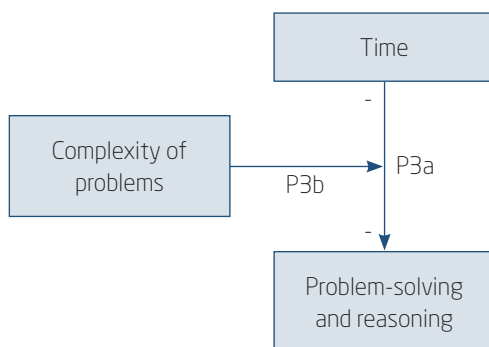 Time
-
Complexity of
problems
P3b
P3a
-
Problem-solving
and reasoning